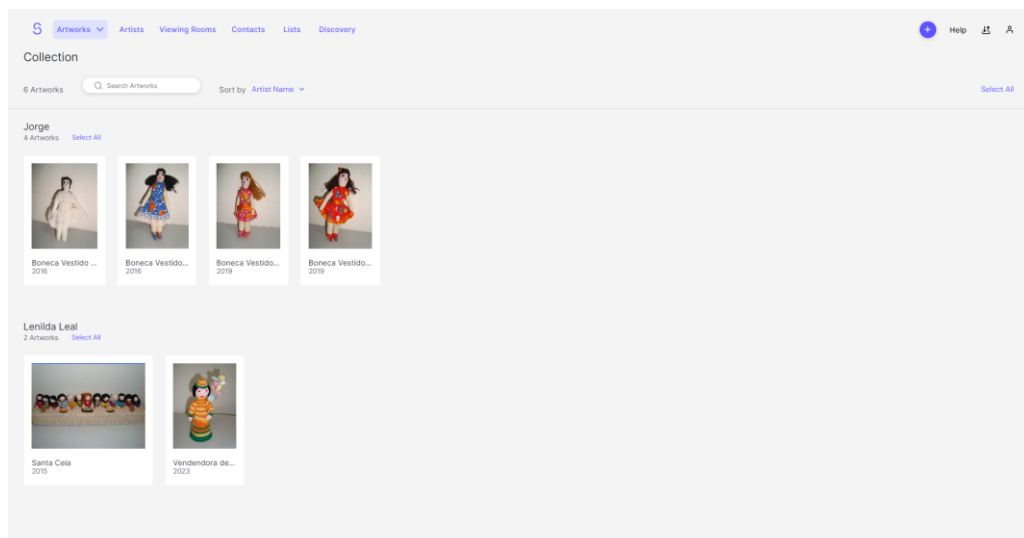 Artworks Artists Viewing Rooms Contacts Lists Discovery Help
Collection
6 Artworks Search Artworks Sort by Artist Name Select All
Jorge
4 Artworks Select All
Boneca Vestido ... Boneca Vestido... Boneca Vestido... Boneca Vestido...
2016 2016 2019 2019
Lenilda Leal
2 Artworks Select All
Santa Ceia Vendendora de...
2015 2023